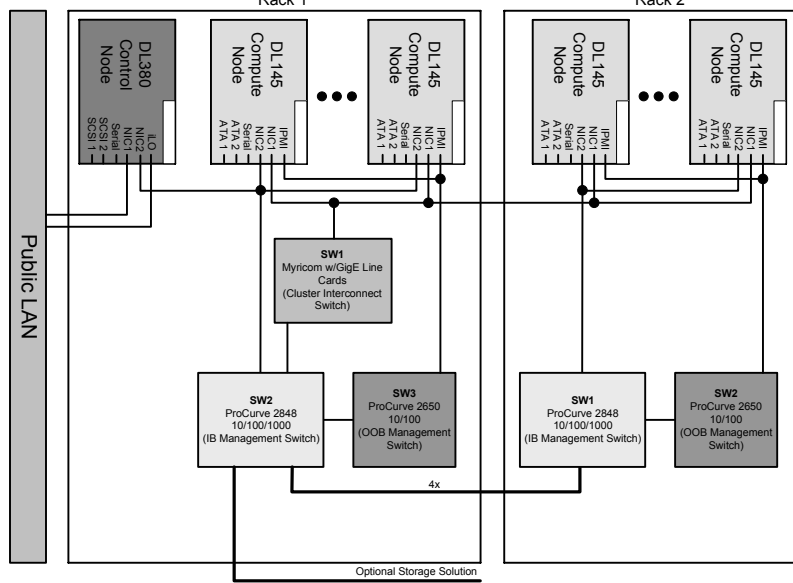 Rack 1
Rack 2
Public LAN
DL380
Control
Node
SCSI 2
SCSI 1
Serial
NIC1
NIC2
iLO
DL145
Compute
Node
ATA 1
ATA 2
Serial
NIC2
NIC1
IPMI
DL145
Compute
Node
ATA 1
ATA 2
Serial
NIC2
NIC1
IPMI
DL145
Compute
Node
ATA 1
ATA 2
Serial
NIC2
NIC1
IPMI
DL145
Compute
Node
ATA 1
ATA 2
Serial
NIC2
NIC1
IPMI
SW1
Myricom w/GigE Line
Cards
(Cluster Interconnect
Switch)
SW2
ProCurve 2848
10/100/1000
(IB Management Switch)
SW3
ProCurve 2650
10/100
(OOB Management
Switch)
SW1
ProCurve 2848
10/100/1000
(IB Management Switch)
SW2
ProCurve 2650
10/100
(OOB Management
Switch)
4x
Optional Storage Solution